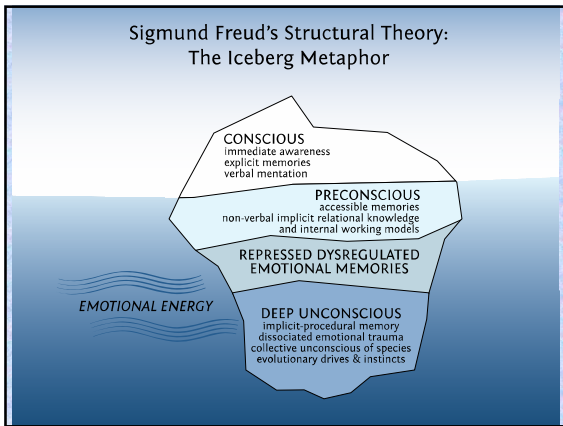 Sigmund Freud's Structural Theory:
The Iceberg Metaphor
CONSCIOUS
immediate awareness
explicit memories
verbal mentation
PRECONSCIOUS
accessible memories
non-verbal implicit relational knowledge
and internal working models
REPRESSED DYSREGULATED
EMOTIONAL MEMORIES
EMOTIONAL ENERGY
DEEP UNCONSCIOUS
implicit-procedural memory
dissociated emotional trauma
collective unconscious of species
evolutionary drives & instincts